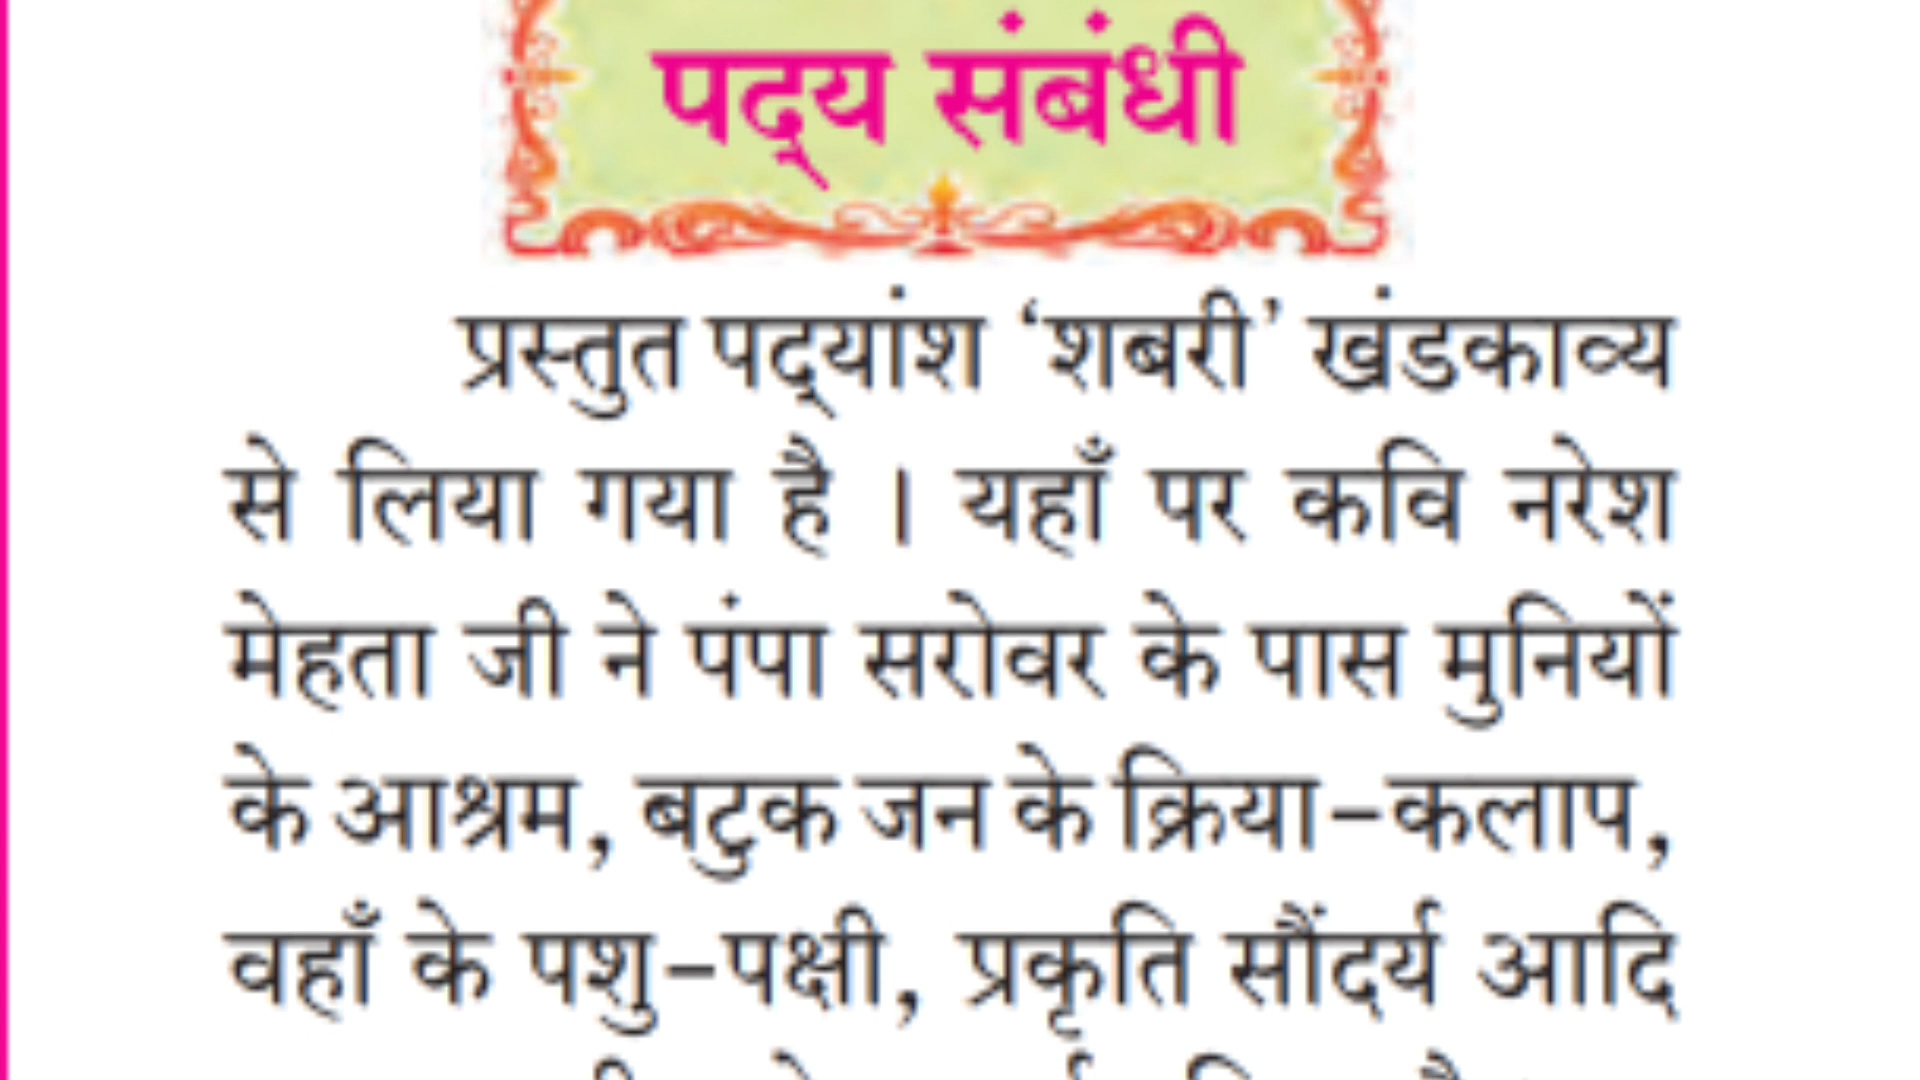 पद्‌य संबंधी
प्रस्तुत पद्‌यांश ‘शबरी’ खंडकाव्य
से लिया गया है । यहाँ पर कवि नरेश
मेहता जी ने पंपा सरोवर के पास मुनियों
के आश्रम, बटुक जन के क्रिया-कलाप,
वहाँ के पशु-पक्षी, प्रकृति सौंदर्य आदि